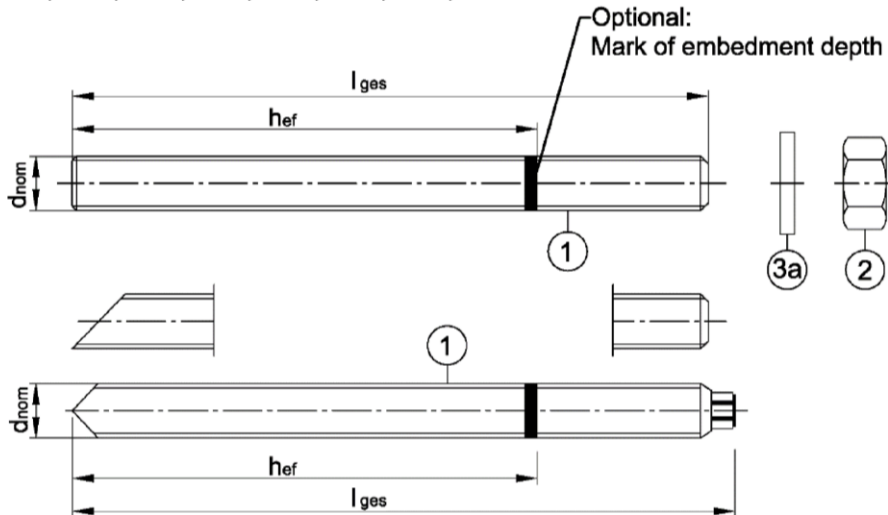 Optional:
Mark of embedment depth
lges
hef
dnom
1
3a
2
1
dnom
hef
lges